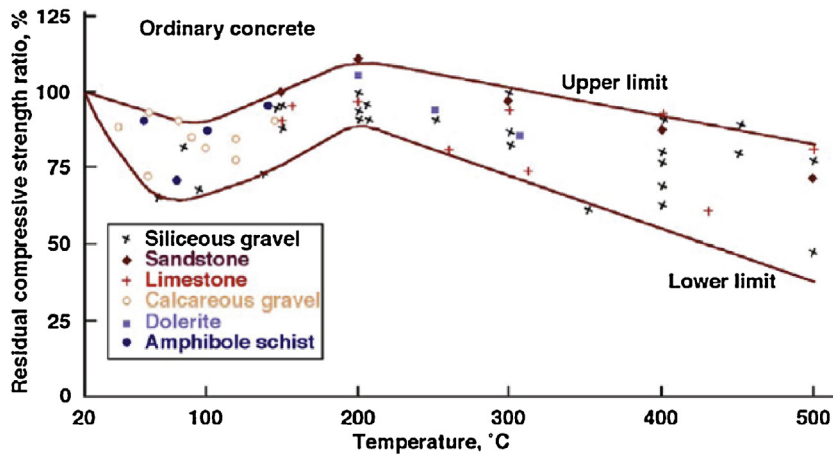 Ordinary concrete
Residual compressive strength ratio, %
125
100
75
50
25
0
Upper limit
Lower limit
Siliceous gravel
Sandstone
Limestone
Calcareous gravel
Dolerite
Amphibole schist
20
100
200
300
400
500
Temperature, ˚C